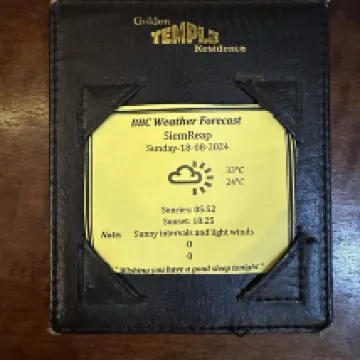 Golden
TEMPLE
Residence
BBC Weather Forecast
SiemReap
Sunday-18-08-2024
33°C
24°C
Sunries: 05.52
Sunset: 18.25
Note Sunny intervals and light winds
0
0
" Wishing you have a good sleep tonight "